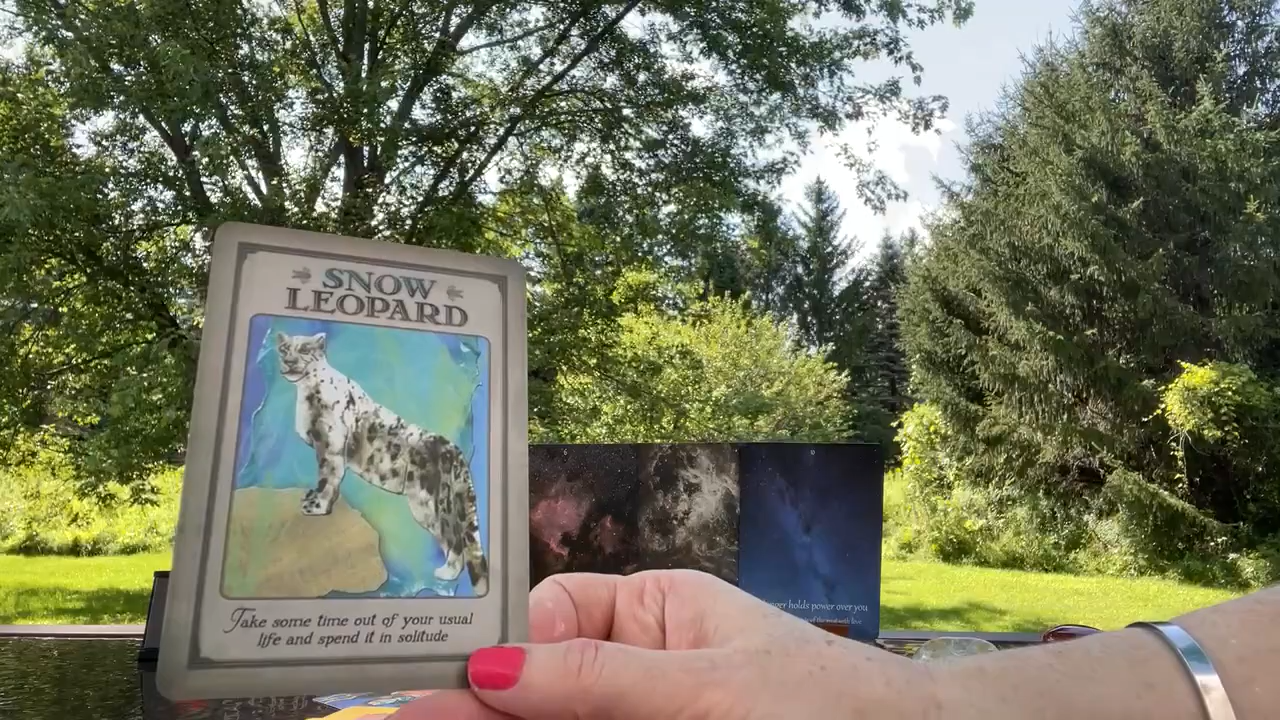 SNOW
LEOPARD
Take some time out of your usual
life and spend it in solitude
holds power over you